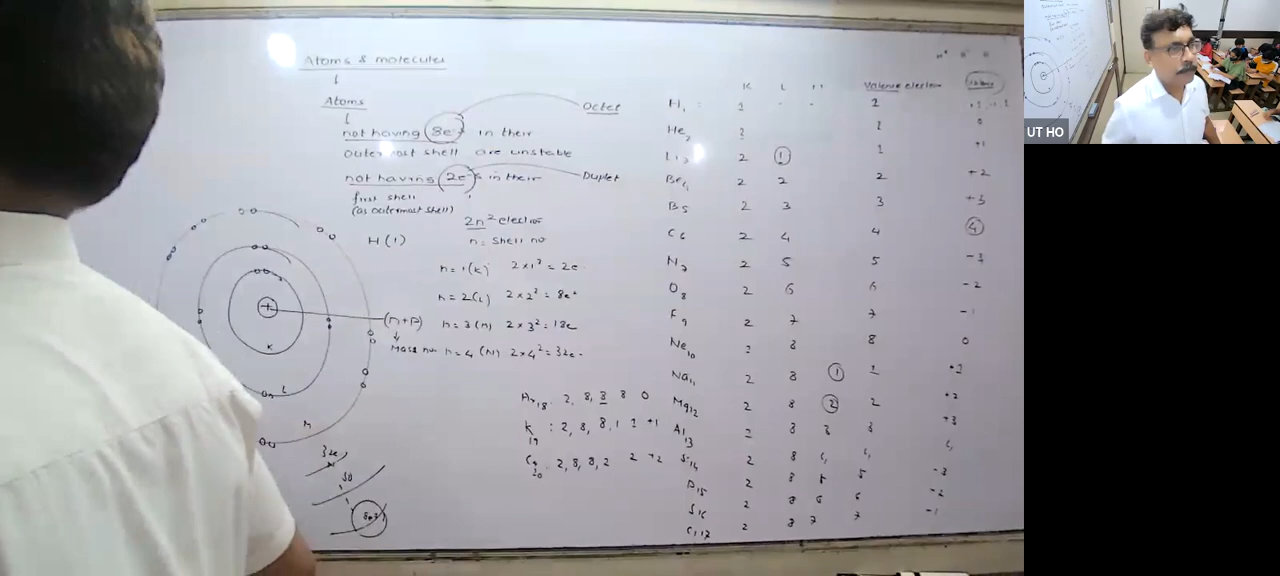 Atoms & molecules
Atoms
not having 8e⁻s in their
outermost shell are unstable
Octet
not having 2e⁻s in their
first shell
(as outermost shell)
Duplet
2n² electron
n = shell no
H (1)
n = 1 (K) 2×1² = 2e⁻
n = 2 (L) 2×2² = 8e⁻
n = 3 (M) 2×3² = 18e⁻
n = 4 (N) 2×4² = 32e⁻
(n+p)
Mass no
K
L
M
Ar18 : 2, 8, 8 8 0
K19 : 2, 8, 8, 1 1 +1
Ca20 : 2, 8, 8, 2 2 +2
K L M Valence electron
H1 :
He2
Li3 2 1 1 +1
Be4 2 2 2 +2
B5 2 3 3 +3
C6 2 4 4 4
N7 2 5 5 -3
O8 2 6 6 -2
F9 2 7 7 -1
Ne10 2 8 8 0
Na11 2 8 1 1 +1
Mg12 2 8 2 2 +2
Al13 2 8 3 3 +3
Si14 2 8 4 4 4
P15 2 8 5 5 -3
S16 2 8 6 6 -2
Cl17 2 8 7 7 -1
UT HO